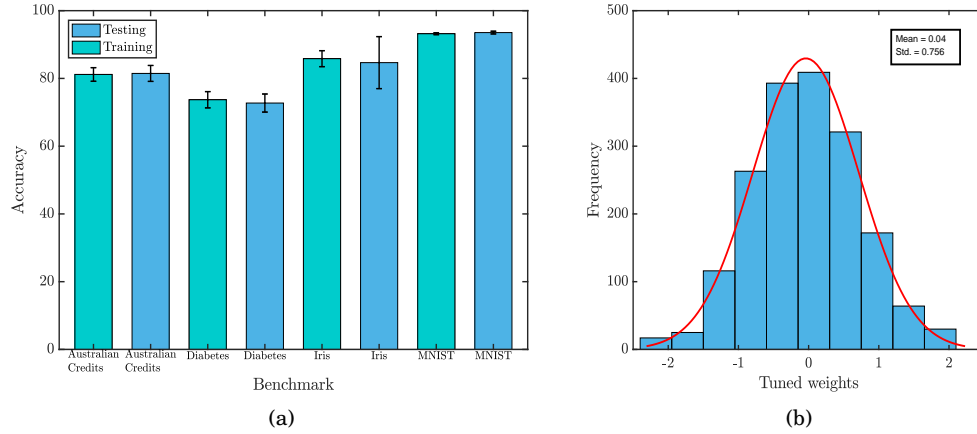 Testing
Training
100
80
60
40
20
0
Accuracy
Australian Credits
Australian Credits
Diabetes
Diabetes
Iris
Iris
MNIST
MNIST
Benchmark
(a)
Mean = 0.04
Std. = 0.756
500
400
300
200
100
0
Frequency
-2 -1 0 1 2
Tuned weights
(b)